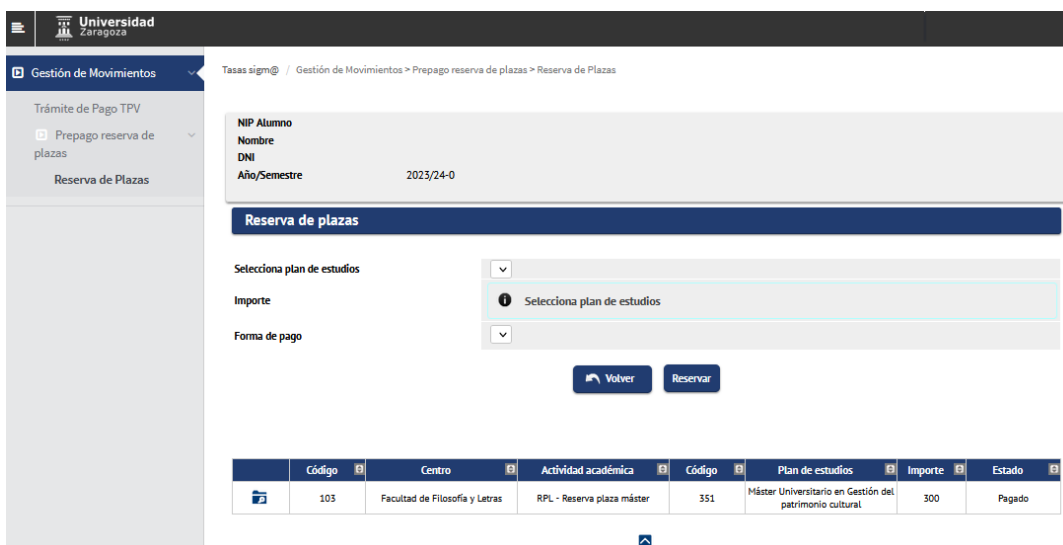 Universidad
Zaragoza
Gestión de Movimientos
Tasas sigm@ / Gestión de Movimientos > Prepago reserva de plazas > Reserva de Plazas
Trámite de Pago TPV
Prepago reserva de
plazas
Reserva de Plazas
NIP Alumno
Nombre
DNI
Año/Semestre 2023/24-0
Reserva de plazas
Selecciona plan de estudios
Importe Selecciona plan de estudios
Forma de pago
Volver Reservar
Código Centro Actividad académica Código Plan de estudios Importe Estado
103 Facultad de Filosofía y Letras RPL - Reserva plaza máster 351 Máster Universitario en Gestión del 300 Pagado
patrimonio cultural